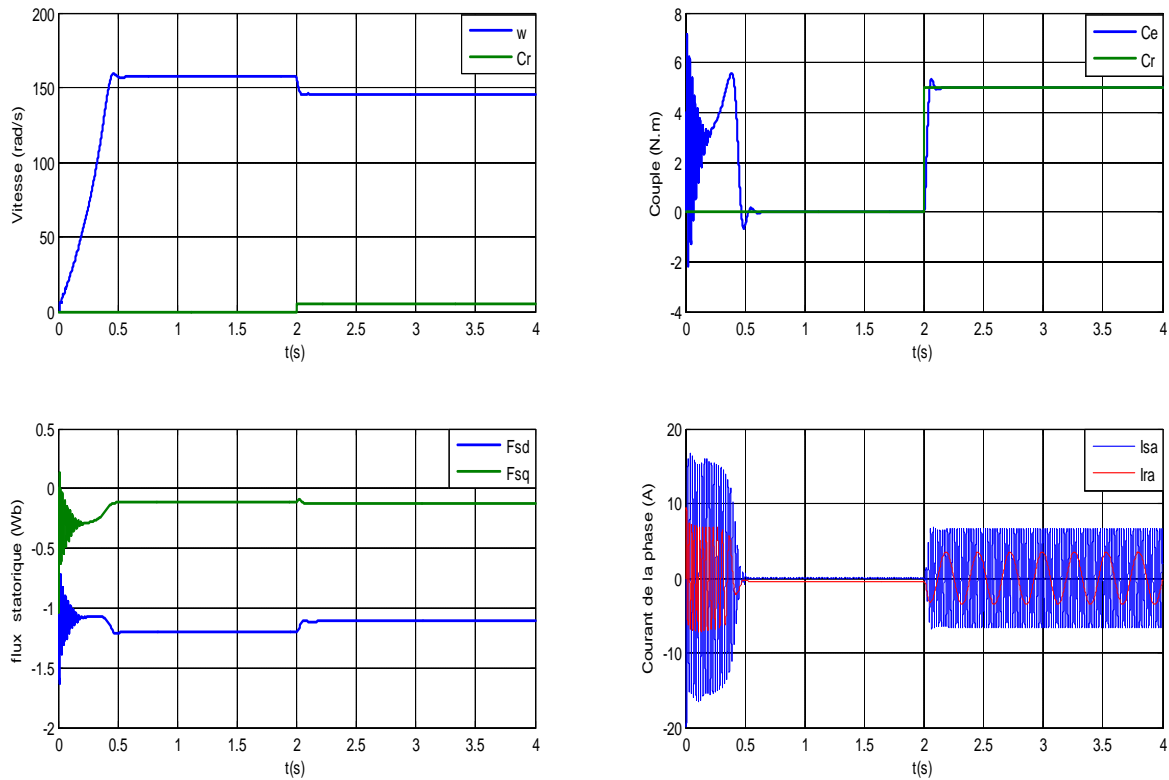 200
150
100
50
0
Vitesse (rad/s)
0 0.5 1 1.5 2 2.5 3 3.5 4
t(s)
w
Cr
8
6
4
2
0
-2
-4
Couple (N.m)
0 0.5 1 1.5 2 2.5 3 3.5 4
t(s)
Ce
Cr
0.5
0
-0.5
-1
-1.5
-2
flux statorique (Wb)
0 0.5 1 1.5 2 2.5 3 3.5 4
t(s)
Fsd
Fsq
20
10
0
-10
-20
Courant de la phase (A)
0 0.5 1 1.5 2 2.5 3 3.5 4
t(s)
Isa
Ira